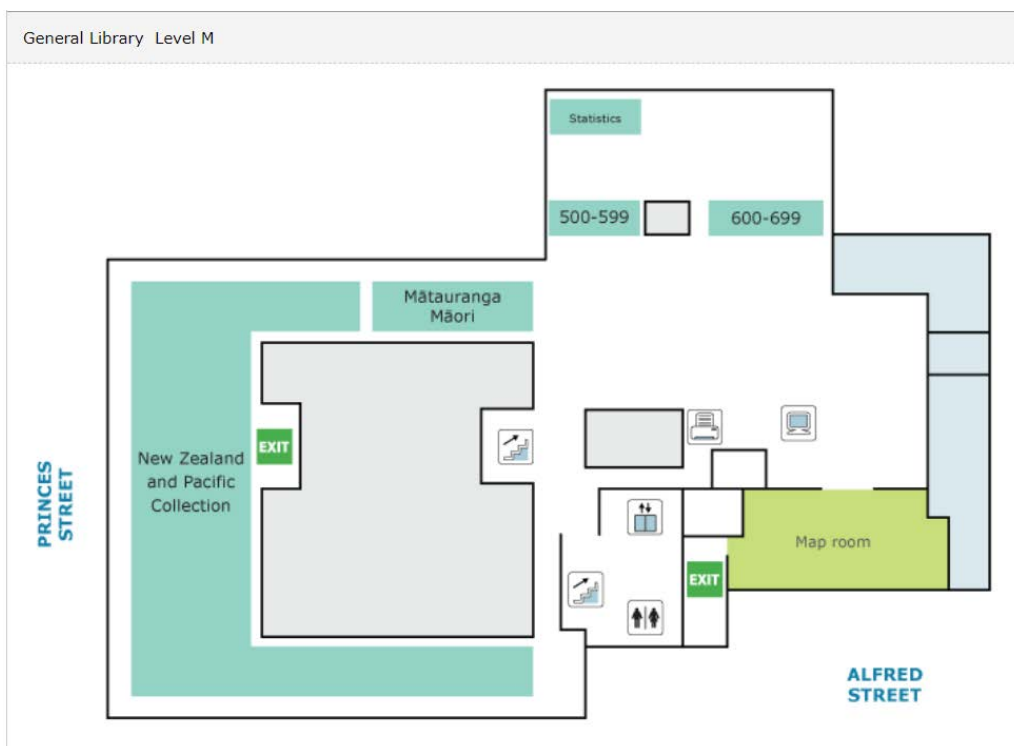 General Library Level M
Statistics
500-599
600-699
Mātauranga
Māori
EXIT
New Zealand
and Pacific
Collection
PRINCES
STREET
Map room
EXIT
ALFRED
STREET